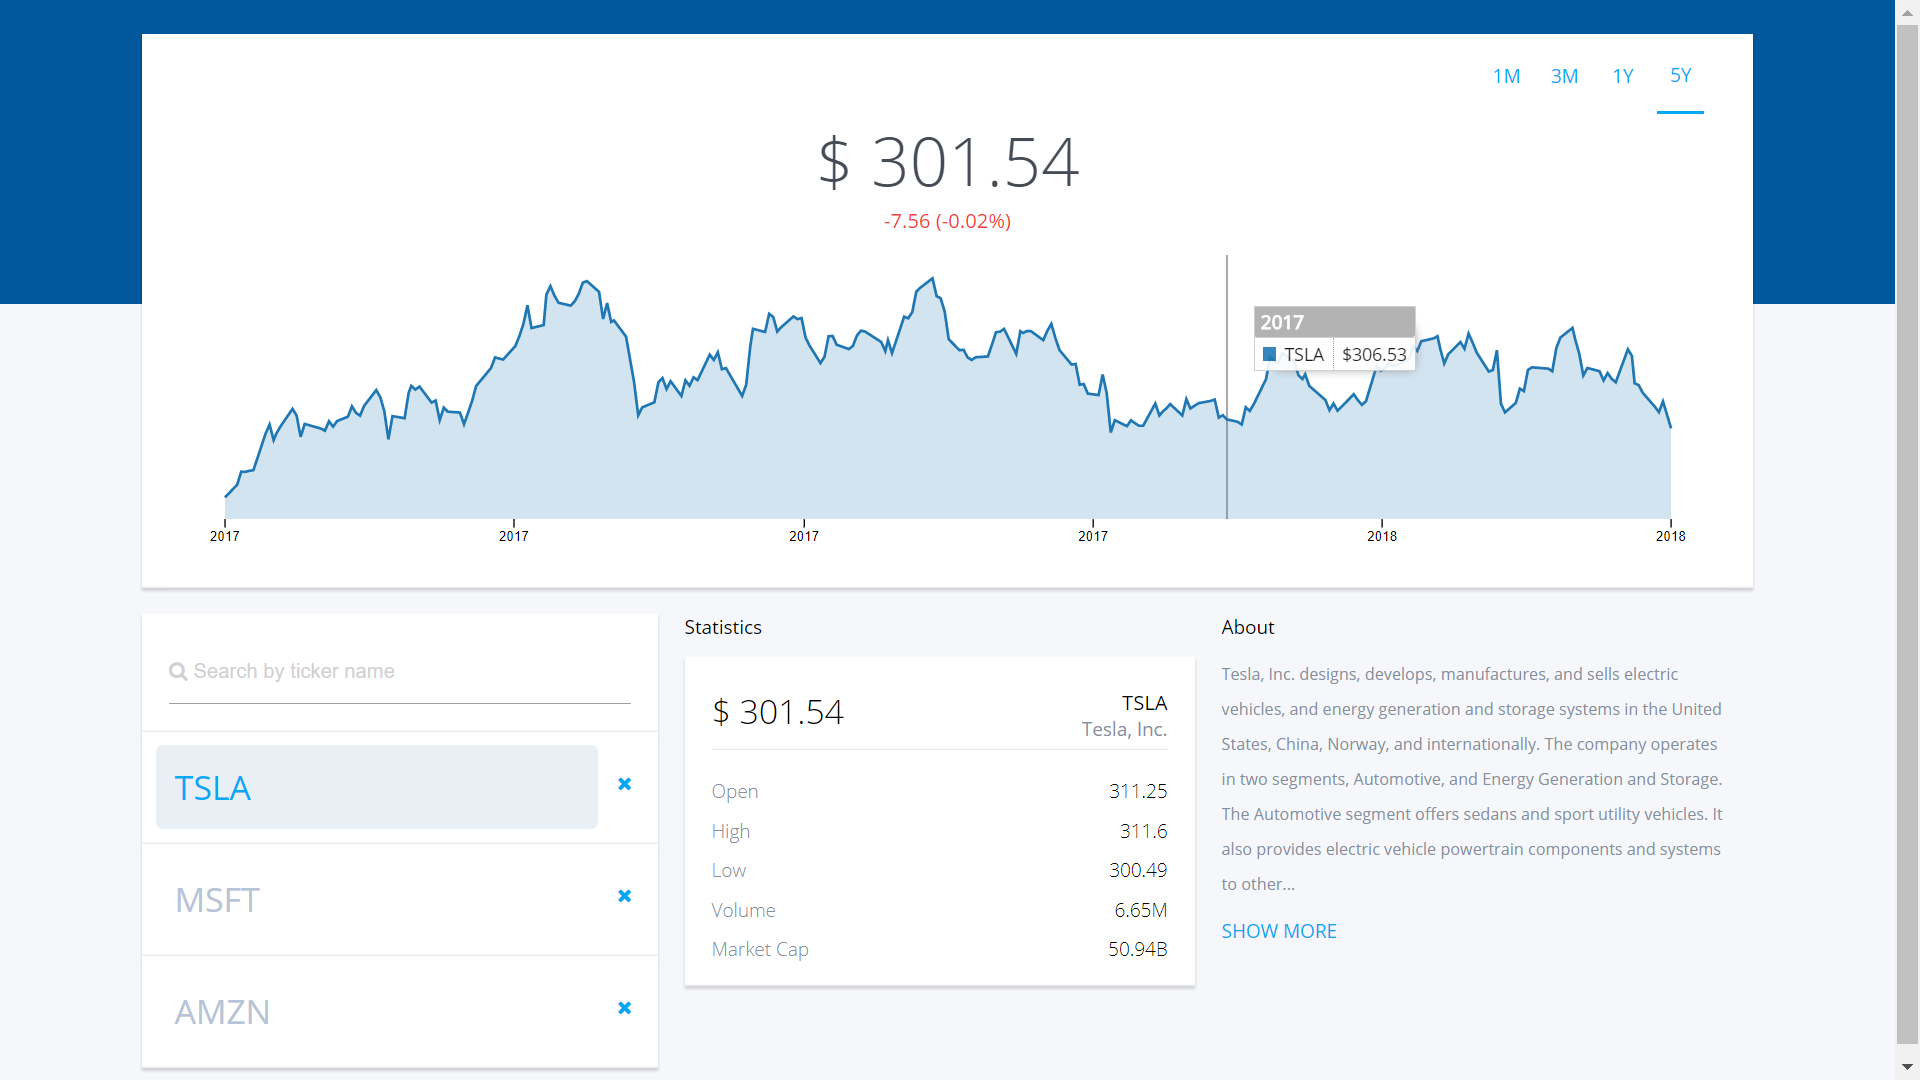 1M 3M 1Y 5Y
$ 301.54
-7.56 (-0.02%)
2017
TSLA $306.53
2017 2017 2017 2017 2018 2018
Search by ticker name
TSLA
MSFT
AMZN
Statistics
$ 301.54 TSLA
Tesla, Inc.
Open 311.25
High 311.6
Low 300.49
Volume 6.65M
Market Cap 50.94B
About
Tesla, Inc. designs, develops, manufactures, and sells electric
vehicles, and energy generation and storage systems in the United
States, China, Norway, and internationally. The company operates
in two segments, Automotive, and Energy Generation and Storage.
The Automotive segment offers sedans and sport utility vehicles. It
also provides electric vehicle powertrain components and systems
to other...
SHOW MORE